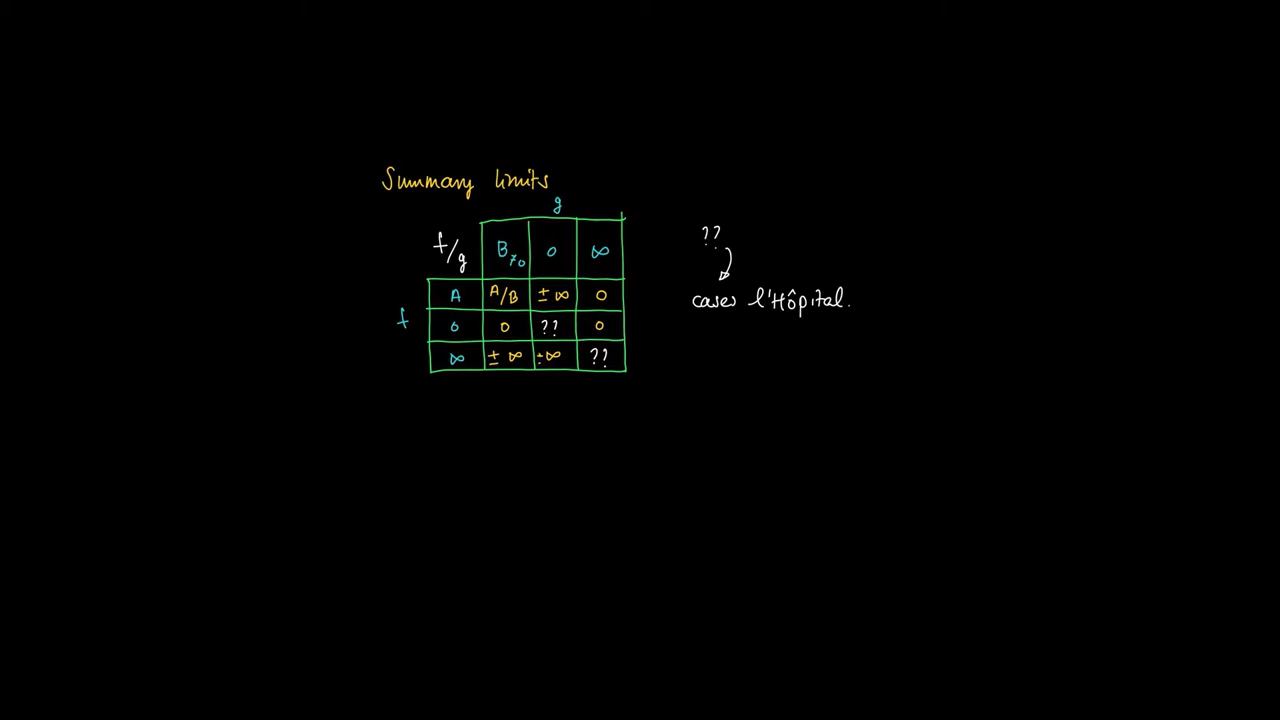 Summary limits
g
f/g B≠0 0 ∞
A A/B ±∞ 0
f 0 0 ?? 0
∞ ±∞ ±∞ ??
??
cases l'Hôpital.